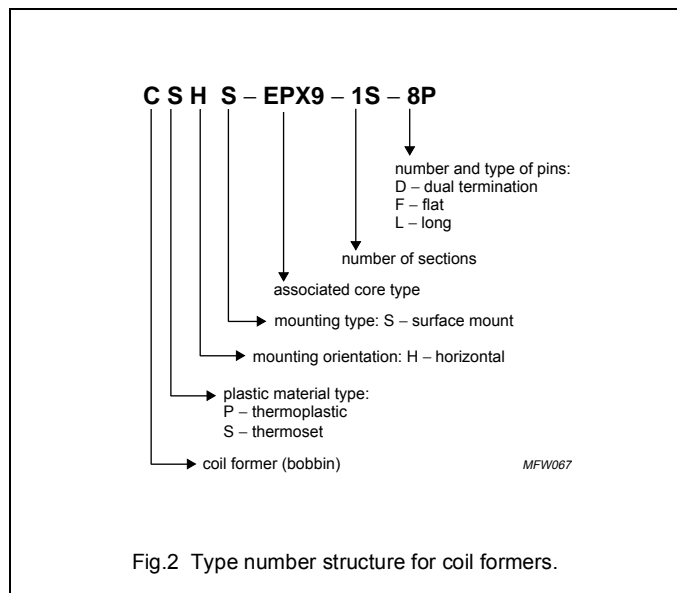 C S H S – EPX9 – 1S – 8P
number and type of pins:
D – dual termination
F – flat
L – long
number of sections
associated core type
mounting type: S – surface mount
mounting orientation: H – horizontal
plastic material type:
P – thermoplastic
S – thermoset
coil former (bobbin)
MFW067
Fig.2 Type number structure for coil formers.